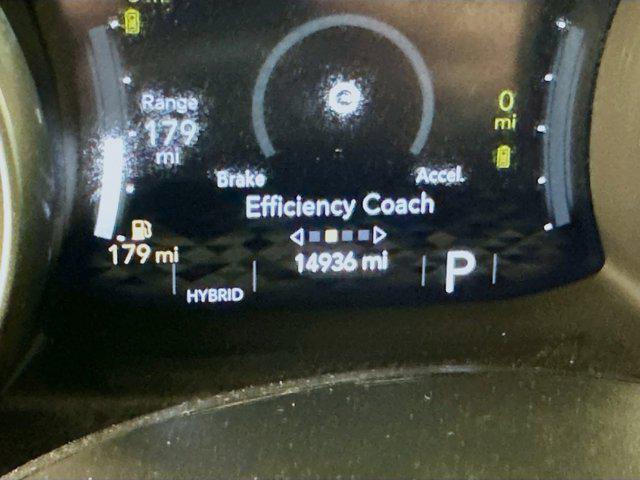 Range
179
mi
0
mi
Brake
Accel.
Efficiency Coach
179 mi
14936 mi
HYBRID
P